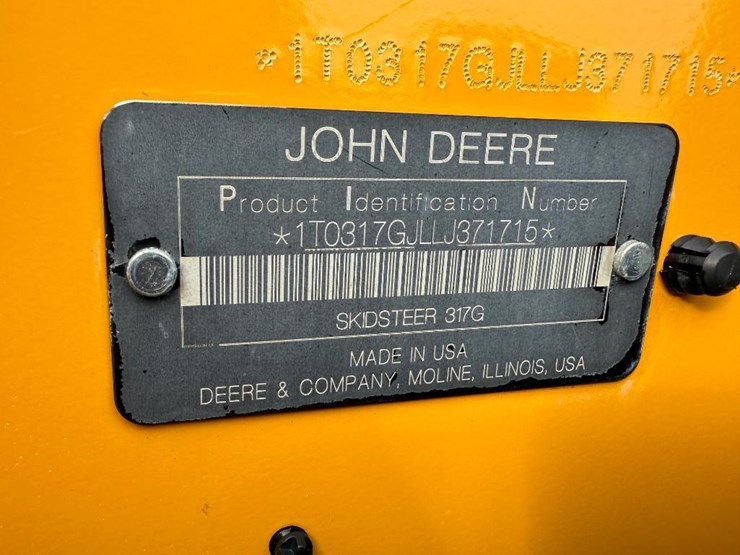 *1T0317GJLLJ371715*
JOHN DEERE
Product Identification Number
*1T0317GJLLJ371715*
SKIDSTEER 317G
MADE IN USA
DEERE & COMPANY, MOLINE, ILLINOIS, USA